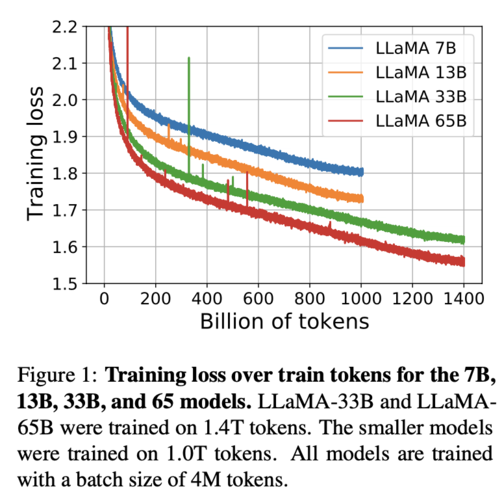 2.2
2.1
2.0
1.9
1.8
1.7
1.6
1.5
Training loss
LLaMA 7B
LLaMA 13B
LLaMA 33B
LLaMA 65B
0 200 400 600 800 1000 1200 1400
Billion of tokens
Figure 1: Training loss over train tokens for the 7B,
13B, 33B, and 65 models. LLaMA-33B and LLaMA-
65B were trained on 1.4T tokens. The smaller models
were trained on 1.0T tokens. All models are trained
with a batch size of 4M tokens.